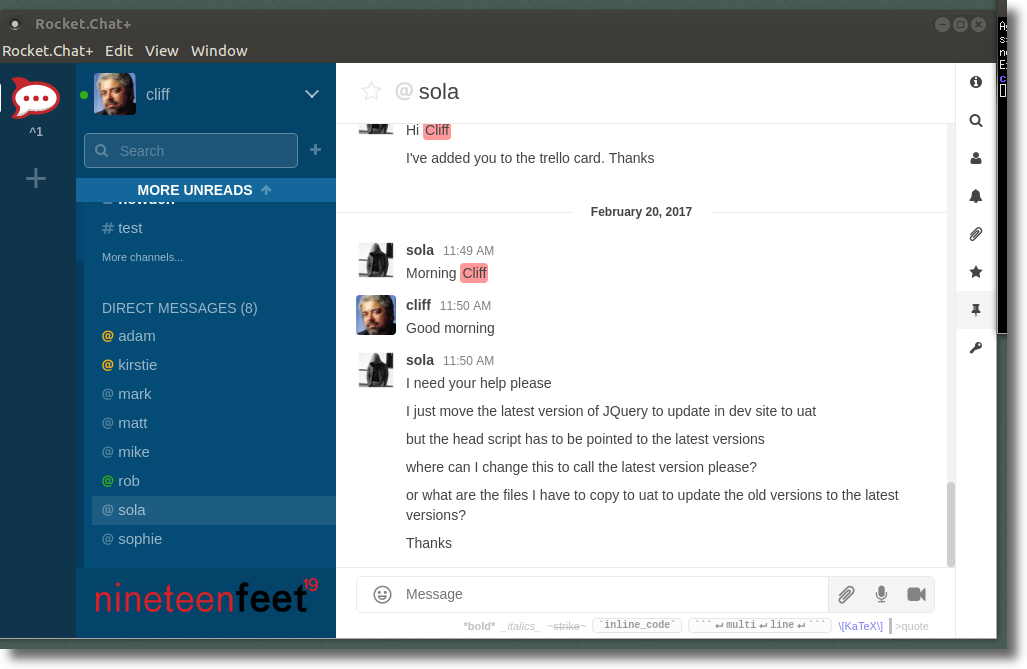 Rocket.Chat+
Rocket.Chat+ Edit View Window
^1
cliff
Search
MORE UNREADS
test
More channels...
DIRECT MESSAGES (8)
@ adam
@ kirstie
@ mark
@ matt
@ mike
@ rob
@ sola
@ sophie
nineteenfeet19
@ sola
Hi Cliff
I've added you to the trello card. Thanks
February 20, 2017
sola 11:49 AM
Morning Cliff
cliff 11:50 AM
Good morning
sola 11:50 AM
I need your help please
I just move the latest version of JQuery to update in dev site to uat
but the head script has to be pointed to the latest versions
where can I change this to call the latest version please?
or what are the files I have to copy to uat to update the old versions to the latest
versions?
Thanks
Message
*bold* _italics_ ~strike~ `inline_code` ```↵multi↵line↵``` \[KaTeX\] >quote